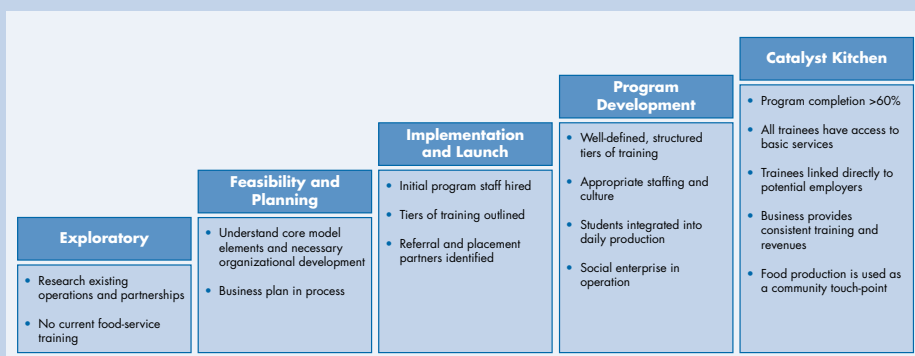 Exploratory
• Research existing
operations and partnerships
• No current food-service
training
Feasibility and
Planning
• Understand core model
elements and necessary
organizational development
• Business plan in process
Implementation
and Launch
• Initial program staff hired
• Tiers of training outlined
• Referral and placement
partners identified
Program
Development
• Well-defined, structured
tiers of training
• Appropriate staffing and
culture
• Students integrated into
daily production
• Social enterprise in
operation
Catalyst Kitchen
• Program completion >60%
• All trainees have access to
basic services
• Trainees linked directly to
potential employers
• Business provides
consistent training and
revenues
• Food production is used as
a community touch-point